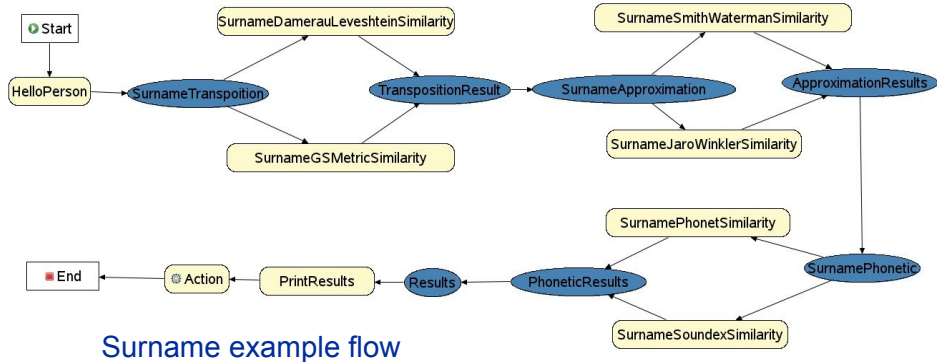 Start
HelloPerson
SurnameTranspoition
SurnameDamerauLeveshteinSimilarity
SurnameGSMetricSimilarity
TranspositionResult
SurnameApproximation
SurnameSmithWatermanSimilarity
SurnameJaroWinklerSimilarity
ApproximationResults
SurnamePhonetic
SurnamePhonetSimilarity
SurnameSoundexSimilarity
PhoneticResults
Results
PrintResults
Action
End
Surname example flow